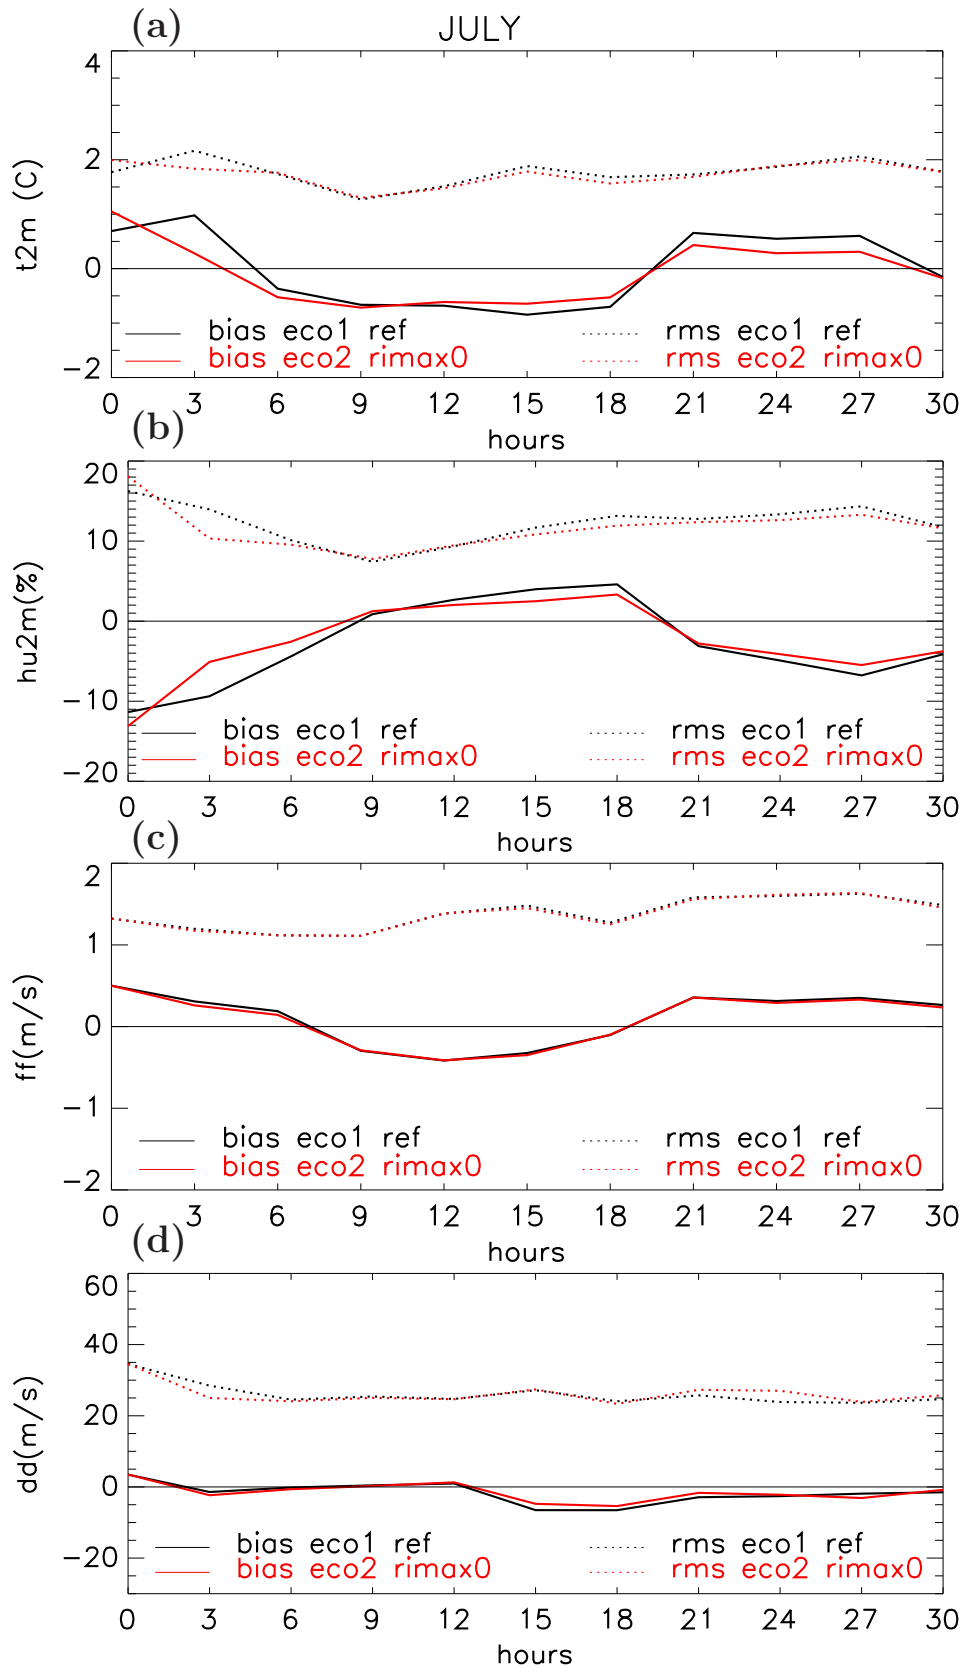 (a)
JULY
4
2
0
−2
t2m (C)
bias eco1 ref
rms eco1 ref
bias eco2 rimax0
rms eco2 rimax0
0 3 6 9 12 15 18 21 24 27 30
hours
(b)
20
10
0
−10
−20
hu2m(%)
bias eco1 ref
rms eco1 ref
bias eco2 rimax0
rms eco2 rimax0
0 3 6 9 12 15 18 21 24 27 30
hours
(c)
2
1
0
−1
−2
ff(m/s)
bias eco1 ref
rms eco1 ref
bias eco2 rimax0
rms eco2 rimax0
0 3 6 9 12 15 18 21 24 27 30
hours
(d)
60
40
20
0
−20
dd(m/s)
bias eco1 ref
rms eco1 ref
bias eco2 rimax0
rms eco2 rimax0
0 3 6 9 12 15 18 21 24 27 30
hours